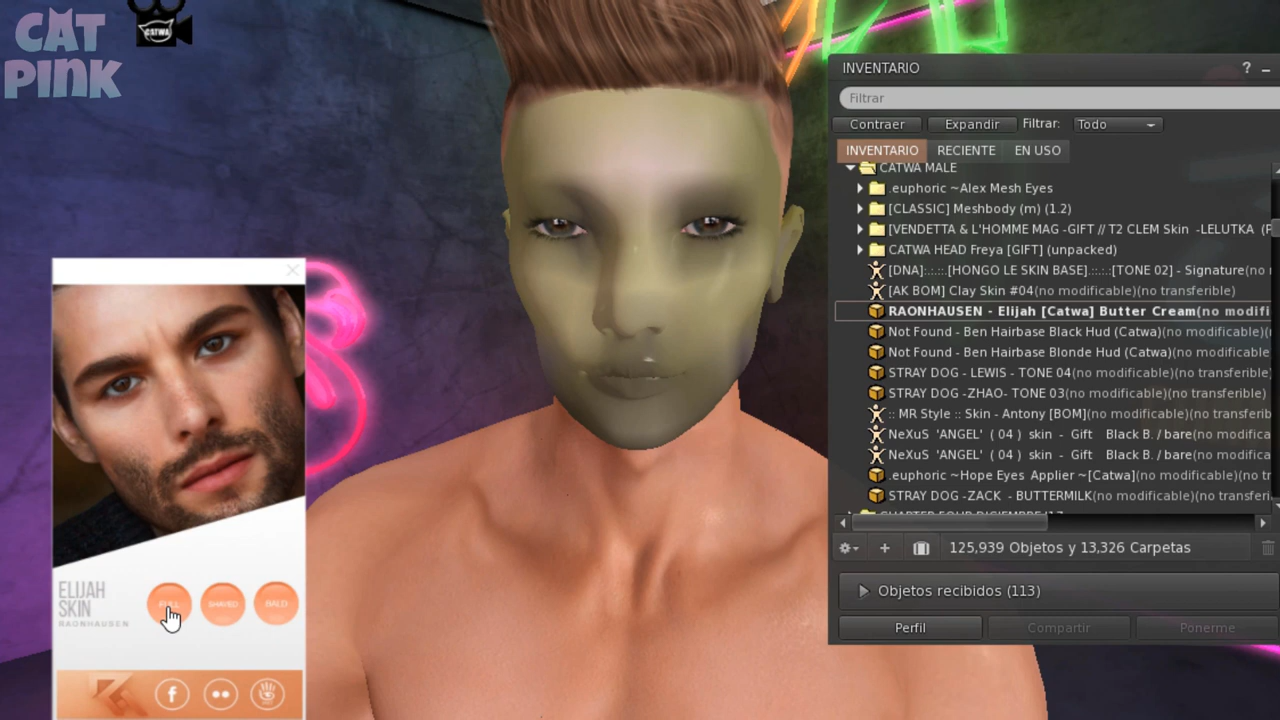 CAT
PINK
CATWA
INVENTARIO
?
Filtrar
Contraer
Expandir
Filtrar:
Todo
INVENTARIO
RECIENTE
EN USO
CATWA MALE
.euphoric ~Alex Mesh Eyes
[CLASSIC] Meshbody (m) (1.2)
[VENDETTA & L'HOMME MAG -GIFT // T2 CLEM Skin -LELUTKA (F
CATWA HEAD Freya [GIFT] (unpacked)
[DNA]:.:.::.[HONGO LE SKIN BASE].::.:.:[TONE 02] - Signature(no
[AK BOM] Clay Skin #04(no modificable)(no transferible)
RAONHAUSEN - Elijah [Catwa] Butter Cream(no modifi
Not Found - Ben Hairbase Black Hud (Catwa)(no modificable)(
Not Found - Ben Hairbase Blonde Hud (Catwa)(no modificable
STRAY DOG - LEWIS - TONE 04(no modificable)(no transferible)
STRAY DOG -ZHAO- TONE 03(no modificable)(no transferible)
:: MR Style :: Skin - Antony [BOM](no modificable)(no transferib
NeXuS 'ANGEL' ( 04 ) skin - Gift Black B. / bare(no modifica
NeXuS 'ANGEL' ( 04 ) skin - Gift Black B. / bare(no modifica
.euphoric ~Hope Eyes Applier ~[Catwa](no modificable)(no tr
STRAY DOG -ZACK - BUTTERMILK(no modificable)(no transferi
125,939 Objetos y 13,326 Carpetas
Objetos recibidos (113)
Perfil
Compartir
Ponerme
ELIJAH
SKIN
RAONHAUSEN
FULL
SHAVED
BALD
f